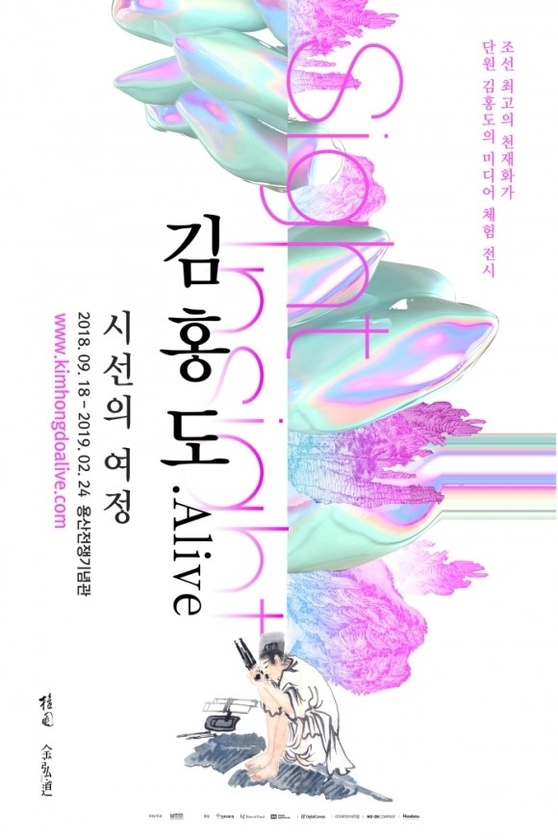 조선 최고의 천재화가
단원 김홍도의 미디어 체험 전시
Sight
Insight
김홍도.Alive
시선의 여정
2018. 09. 18 - 2019. 02. 24 용산전쟁기념관
www.kimhongdoalive.com
檀園
金弘道